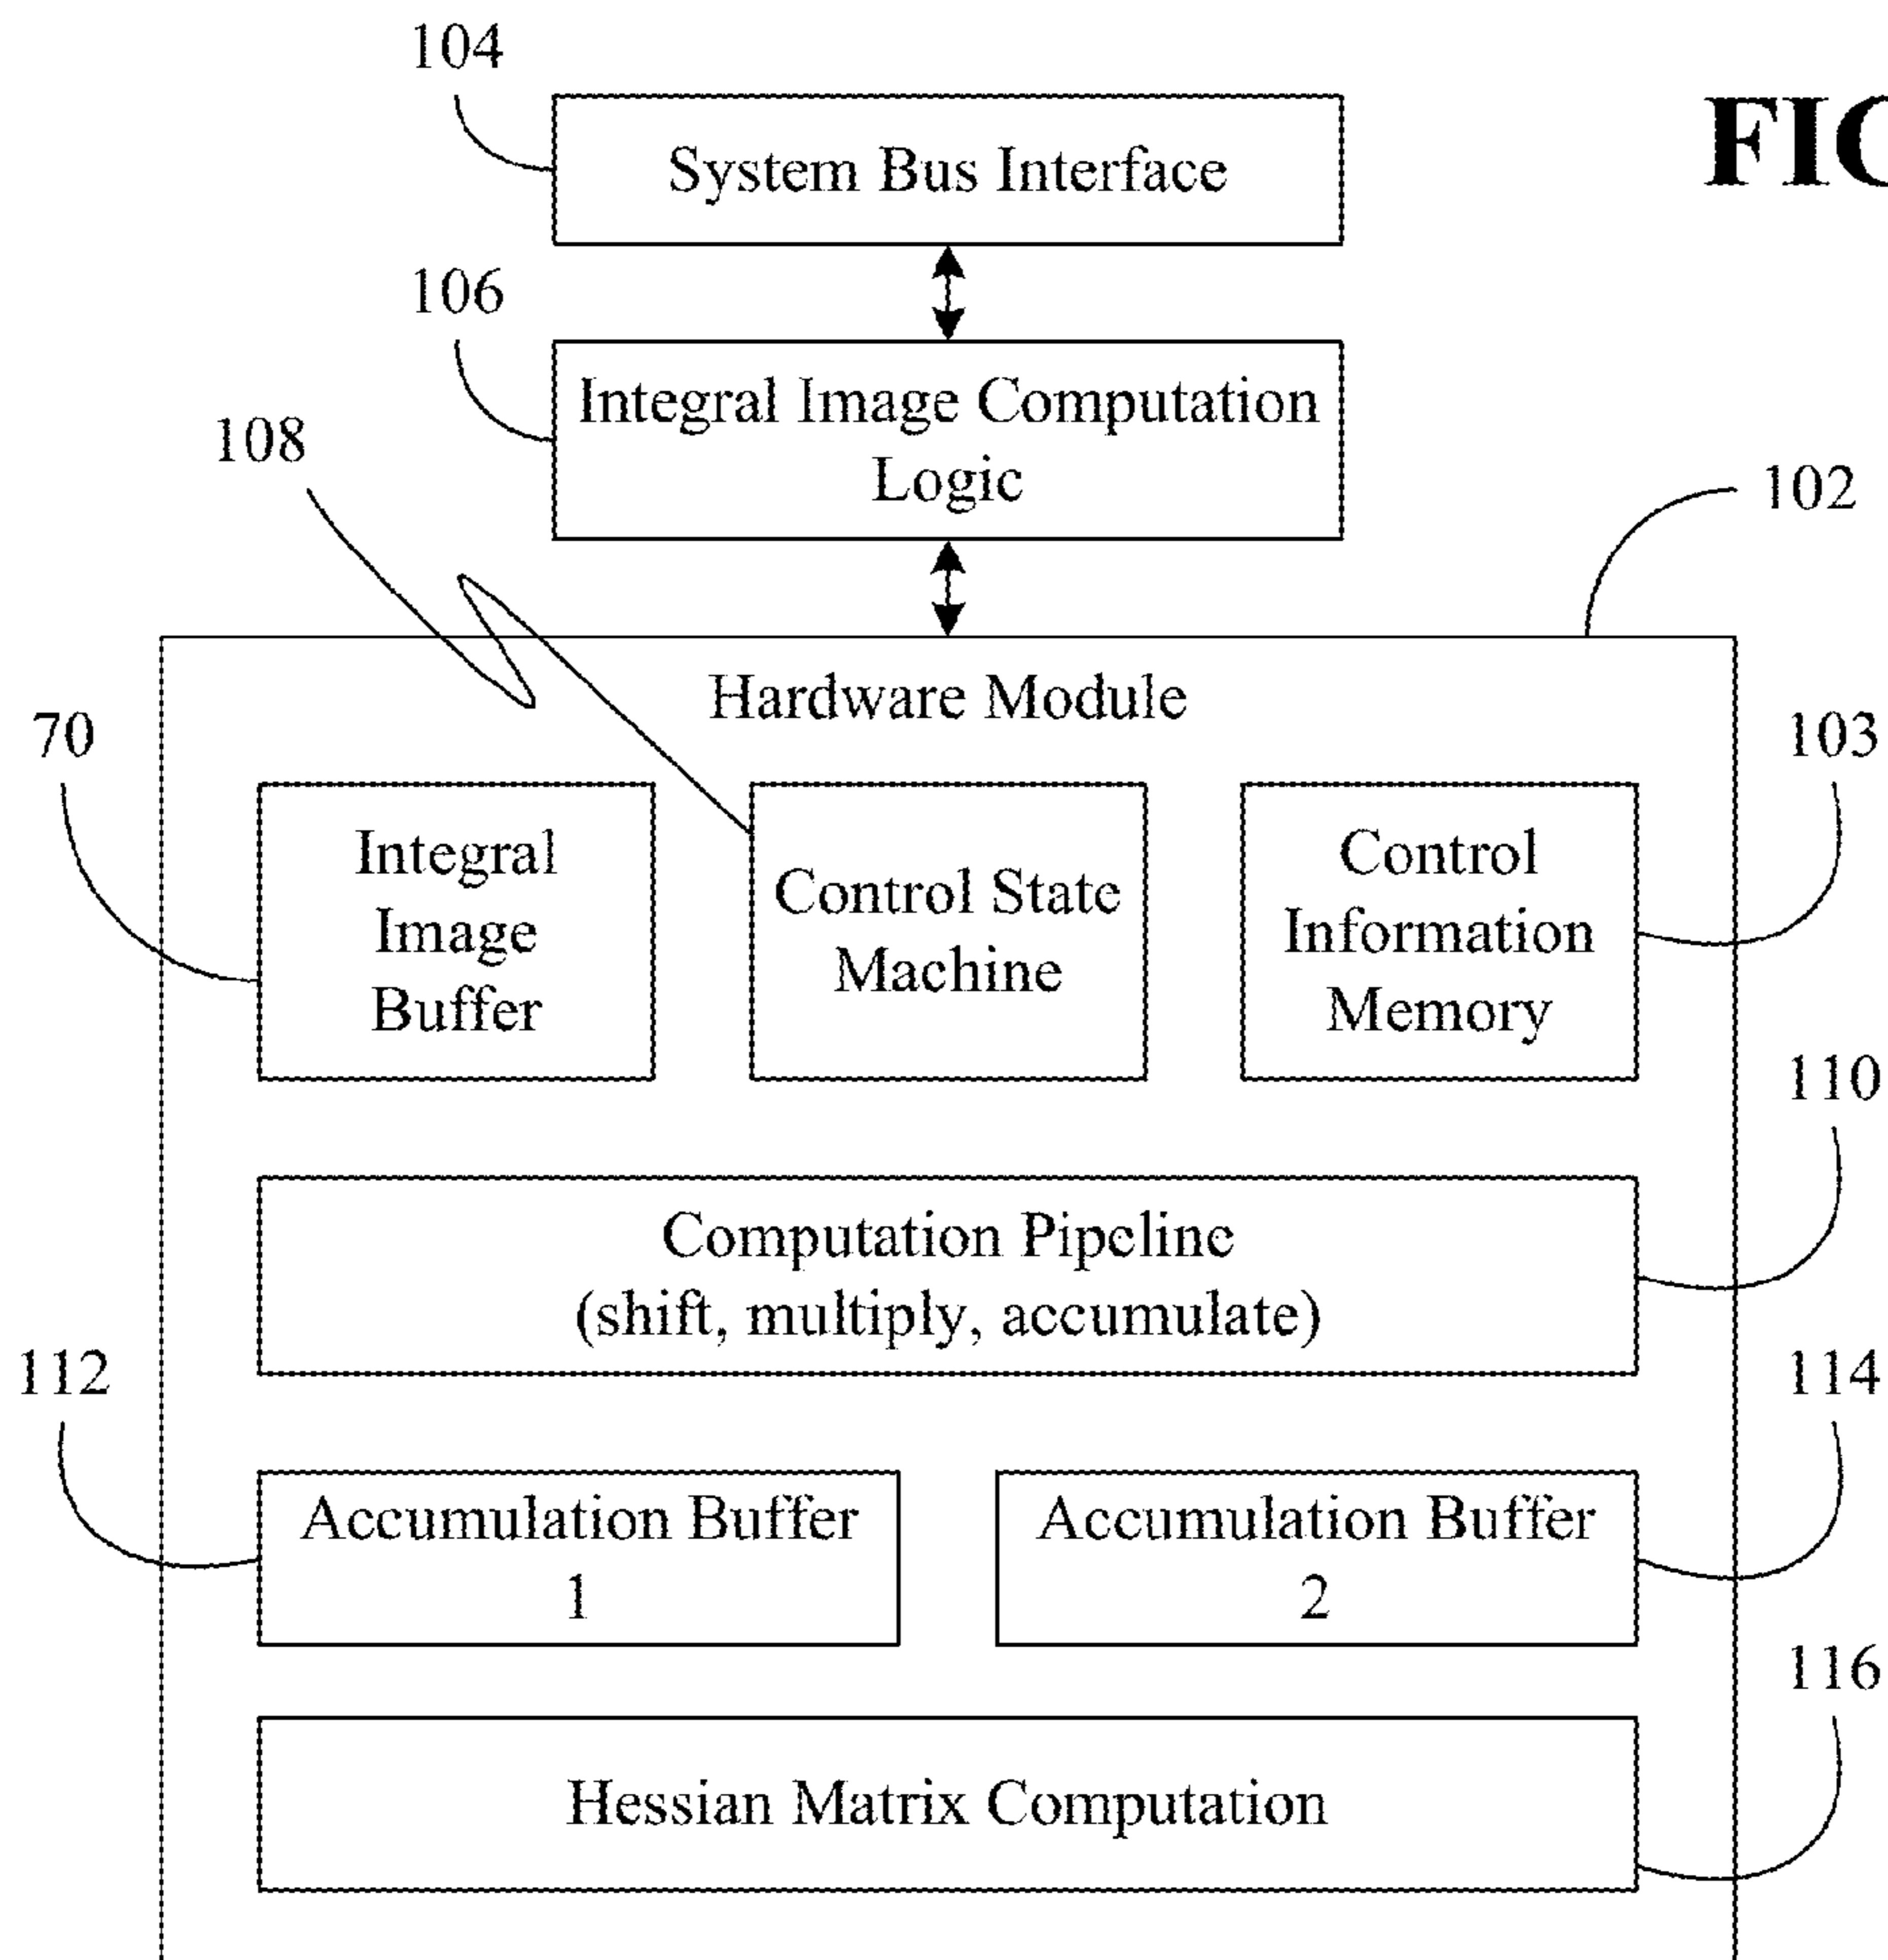 104
FIG
System Bus Interface
106
Integral Image Computation
Logic
108
102
Hardware Module
70
103
Integral
Image
Buffer
Control State
Machine
Control
Information
Memory
110
Computation Pipeline
(shift, multiply, accumulate)
112
114
Accumulation Buffer
1
Accumulation Buffer
2
116
Hessian Matrix Computation